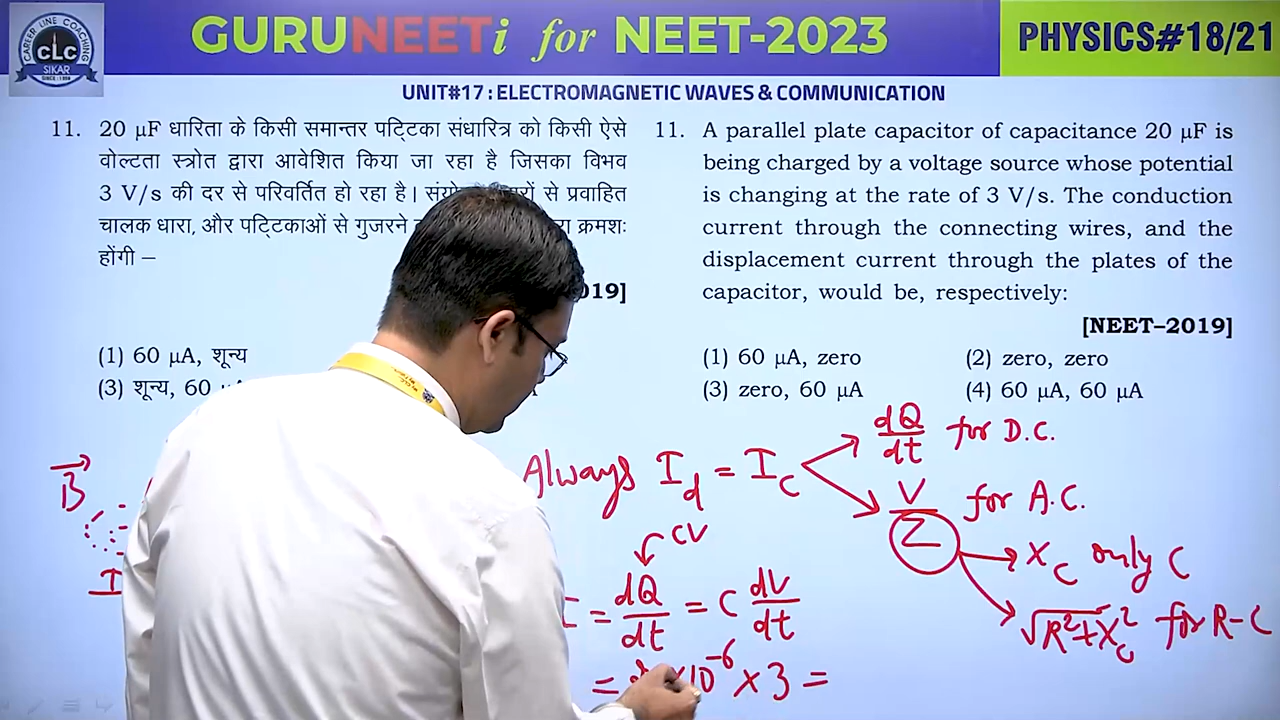 CAREER LINE COACHING
CLC
SIKAR
SINCE : 1996
GURUNEETi for NEET-2023
PHYSICS#18/21
UNIT#17 : ELECTROMAGNETIC WAVES & COMMUNICATION
11. 20 µF धारिता के किसी समान्तर पट्टिका संधारित्र को किसी ऐसे
वोल्टता स्त्रोत द्वारा आवेशित किया जा रहा है जिसका विभव
3 V/s की दर से परिवर्तित हो रहा है। से प्रवाहित
चालक धारा, और पट्टिकाओं से गुजरने क्रमशः
होंगी –
019]
(1) 60 µA, शून्य
(3) शून्य, 60
11. A parallel plate capacitor of capacitance 20 µF is
being charged by a voltage source whose potential
is changing at the rate of 3 V/s. The conduction
current through the connecting wires, and the
displacement current through the plates of the
capacitor, would be, respectively:
[NEET–2019]
(1) 60 µA, zero (2) zero, zero
(3) zero, 60 µA (4) 60 µA, 60 µA
B
I
Always I_d = I_c
dQ/dt for D.C.
V/Z for A.C.
X_C only C
√R²+X_C² for R-C
CV
= dQ/dt = C dV/dt
= ×10⁻⁶ × 3 =